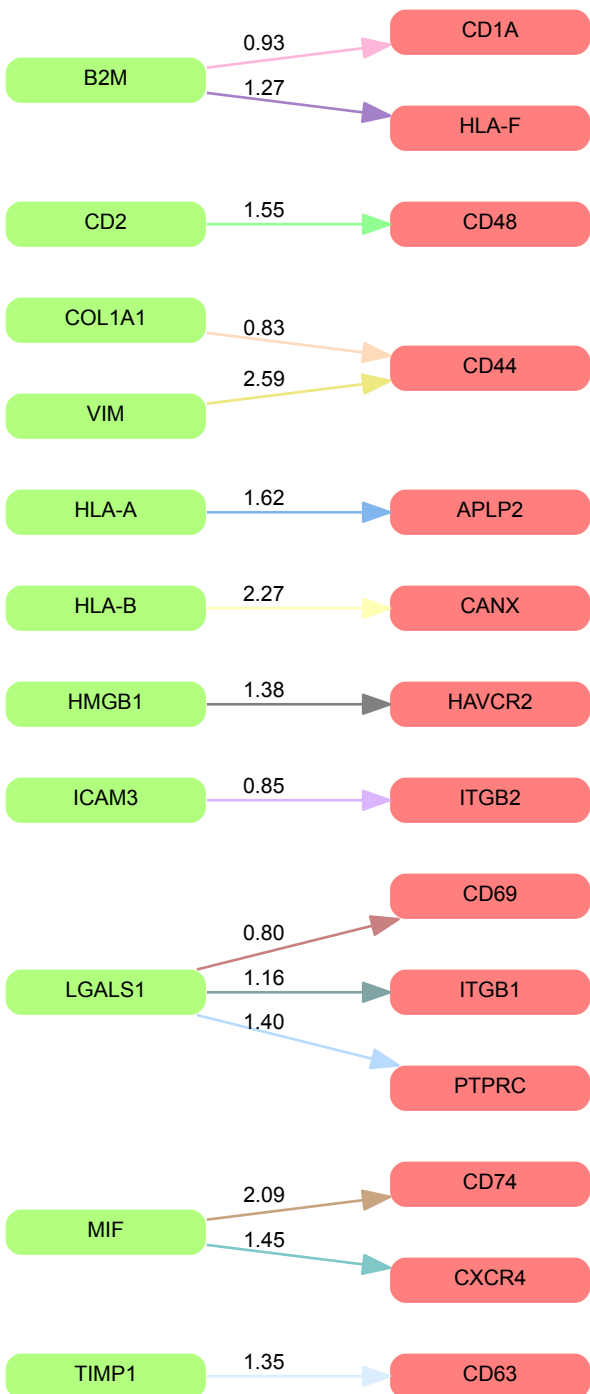 0.93
CD1A
B2M
1.27
HLA-F
CD2
1.55
CD48
COL1A1
0.83
CD44
VIM
2.59
HLA-A
1.62
APLP2
HLA-B
2.27
CANX
HMGB1
1.38
HAVCR2
ICAM3
0.85
ITGB2
CD69
0.80
LGALS1
1.16
ITGB1
1.40
PTPRC
CD74
2.09
MIF
1.45
CXCR4
TIMP1
1.35
CD63